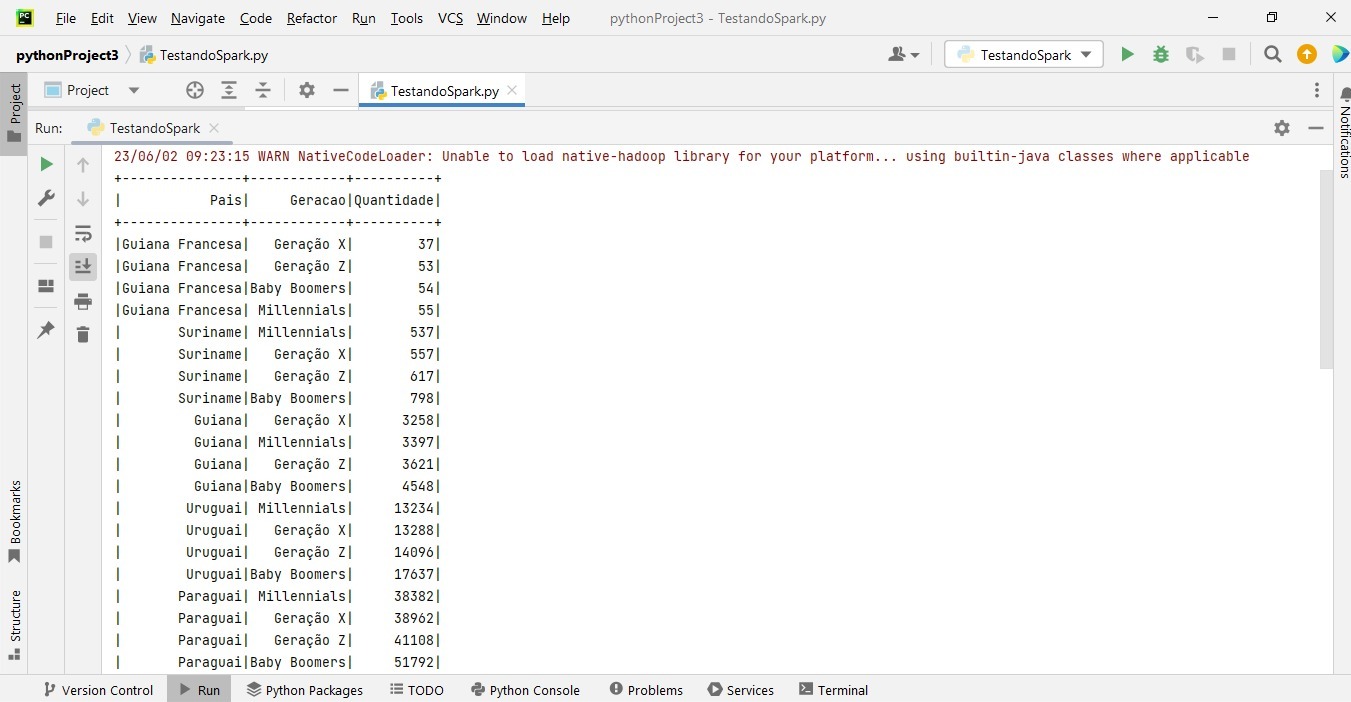 File Edit View Navigate Code Refactor Run Tools VCS Window Help pythonProject3 - TestandoSpark.py
pythonProject3 TestandoSpark.py TestandoSpark
Project Project TestandoSpark.py
Notifications
Run: TestandoSpark
23/06/02 09:23:15 WARN NativeCodeLoader: Unable to load native-hadoop library for your platform... using builtin-java classes where applicable
+---------------+------------+----------+
|           Pais|     Geracao|Quantidade|
+---------------+------------+----------+
|Guiana Francesa|   Geração X|        37|
|Guiana Francesa|   Geração Z|        53|
|Guiana Francesa|Baby Boomers|        54|
|Guiana Francesa| Millennials|        55|
|       Suriname| Millennials|       537|
|       Suriname|   Geração X|       557|
|       Suriname|   Geração Z|       617|
|       Suriname|Baby Boomers|       798|
|         Guiana|   Geração X|      3258|
|         Guiana| Millennials|      3397|
|         Guiana|   Geração Z|      3621|
|         Guiana|Baby Boomers|      4548|
|        Uruguai| Millennials|     13234|
|        Uruguai|   Geração X|     13288|
|        Uruguai|   Geração Z|     14096|
|        Uruguai|Baby Boomers|     17637|
|       Paraguai| Millennials|     38382|
|       Paraguai|   Geração X|     38962|
|       Paraguai|   Geração Z|     41108|
|       Paraguai|Baby Boomers|     51792|
Bookmarks
Structure
Version Control Run Python Packages TODO Python Console Problems Services Terminal